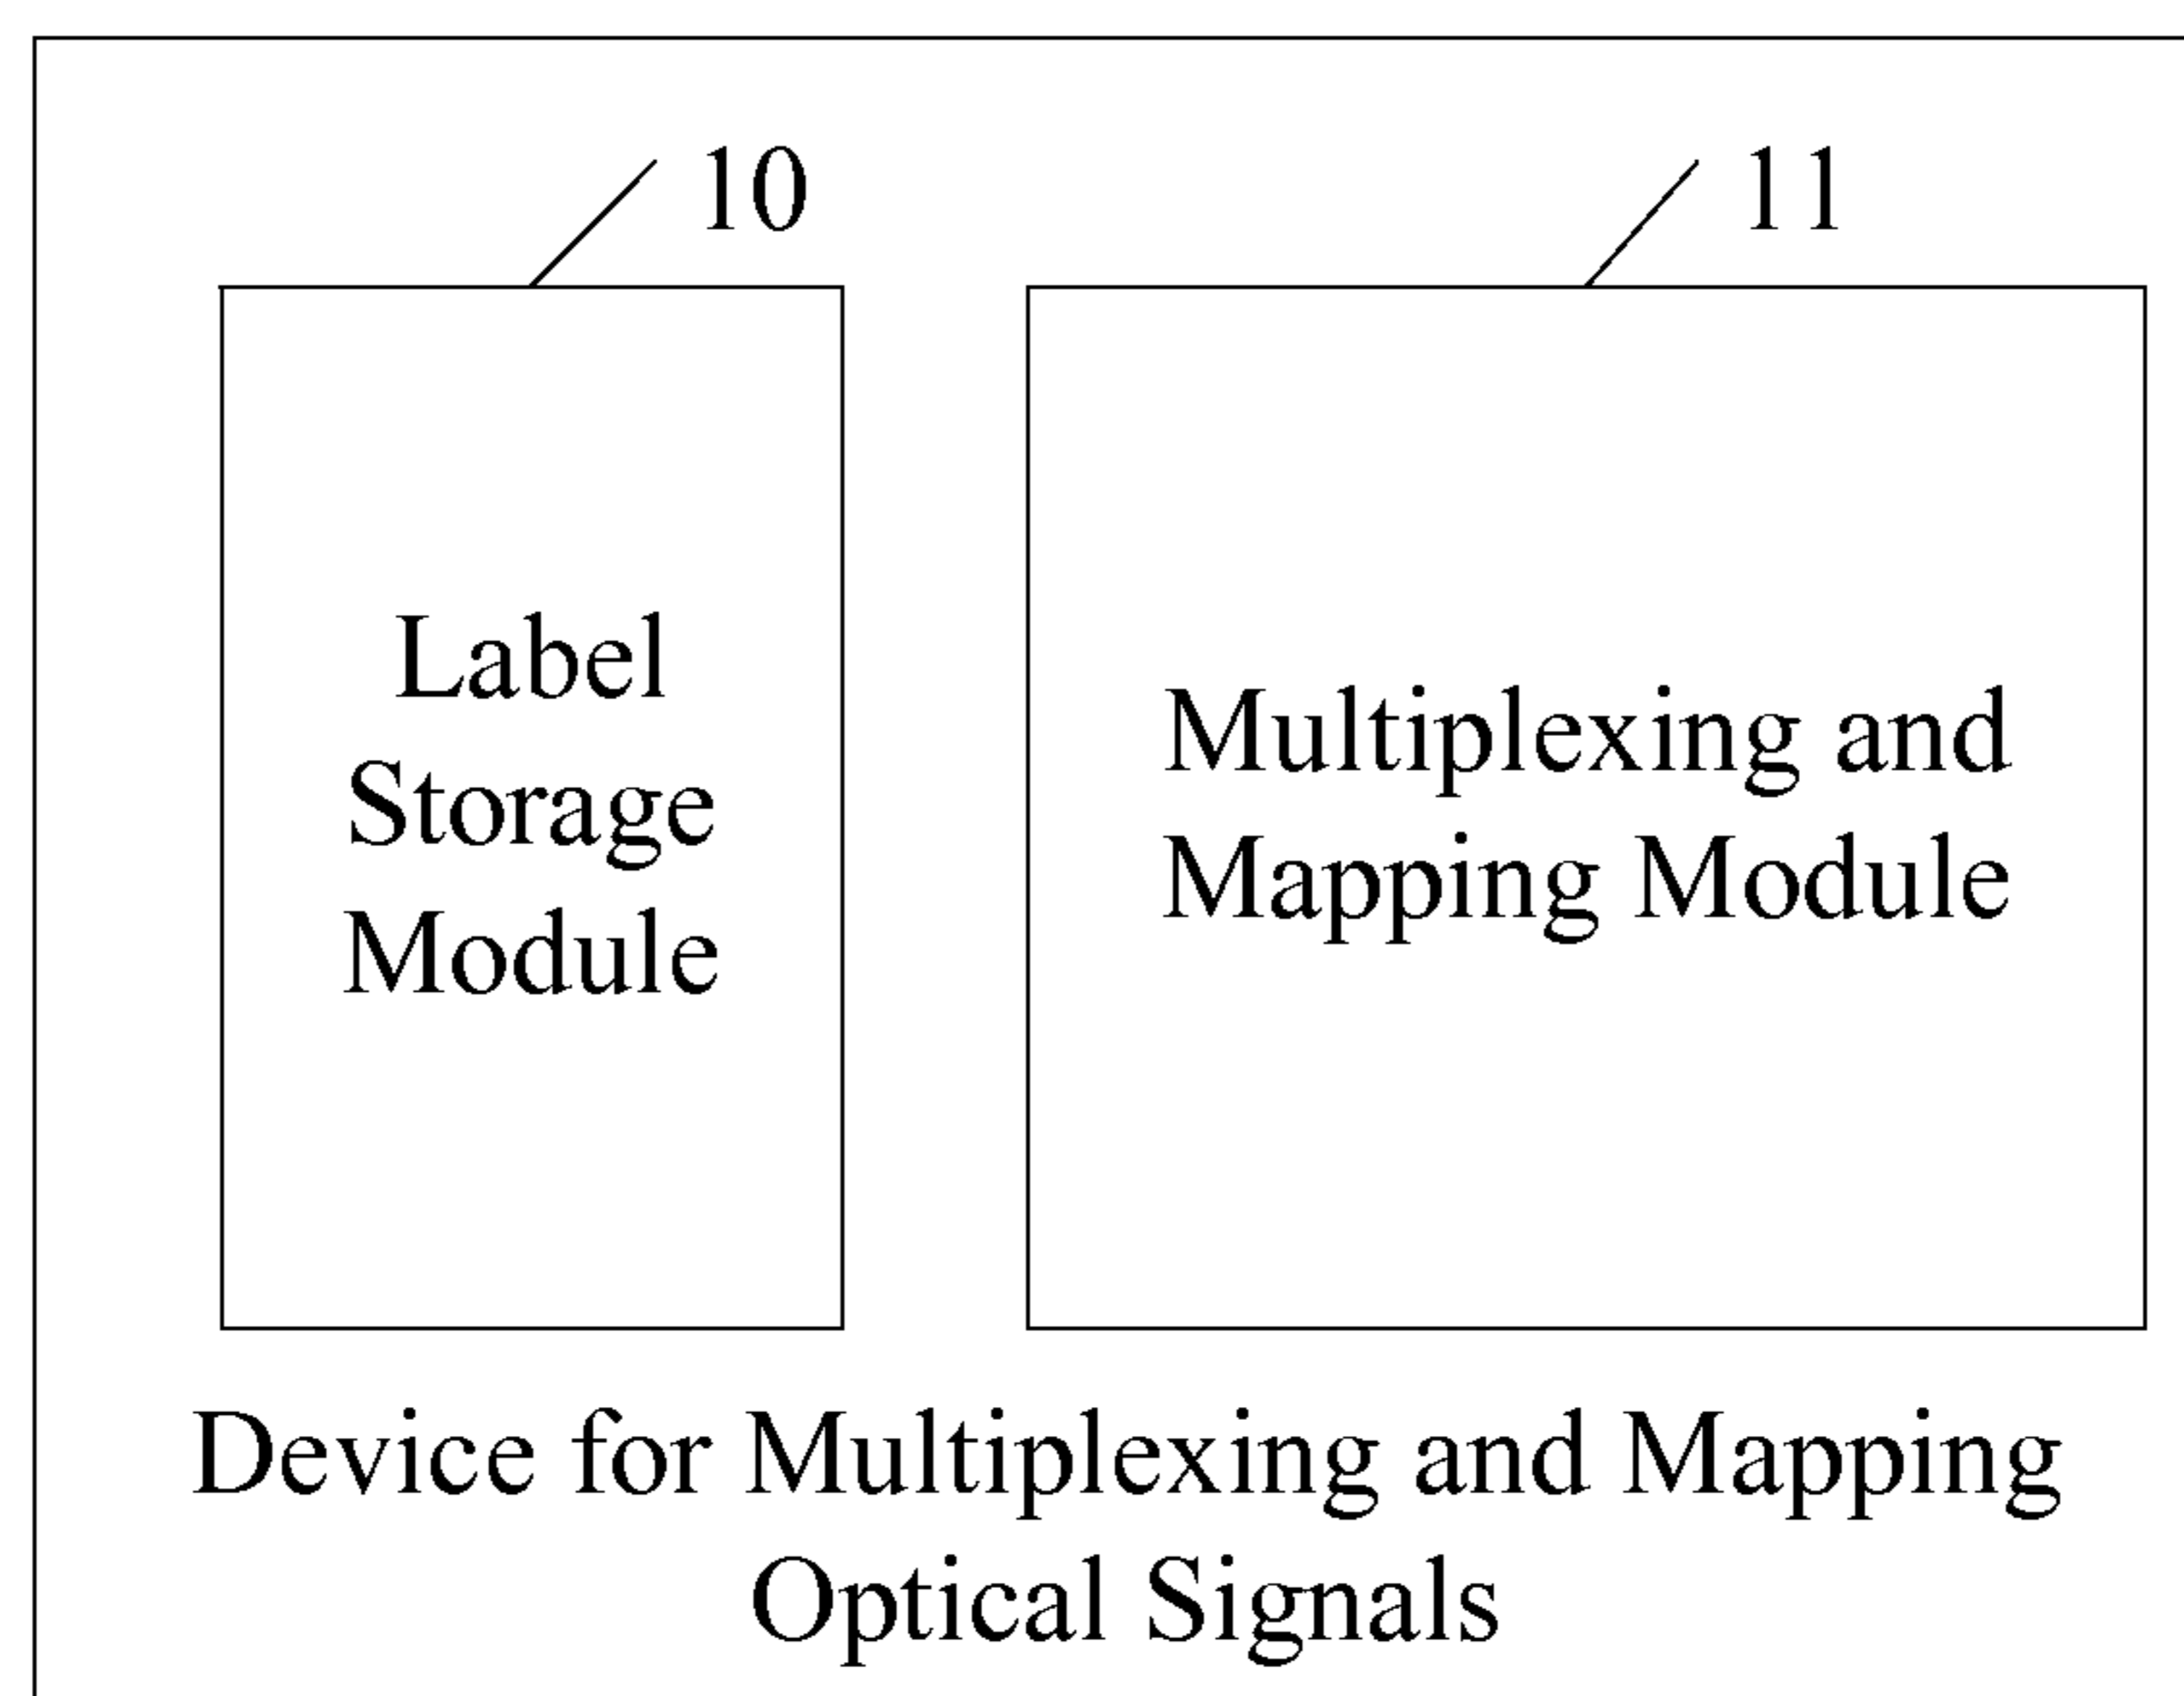 10
11
Label
Storage
Module
Multiplexing and
Mapping Module
Device for Multiplexing and Mapping
Optical Signals